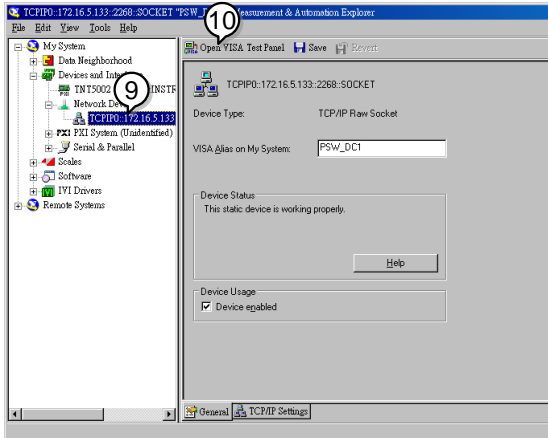 TCPIP0::172.16.5.133::2268::SOCKET "PSW_ Measurement & Automation Explorer
10
File Edit View Tools Help
My System
Data Neighborhood
Devices and
TNT5002 INSTR
Network
TCPIP0::172.16.5.133
9
PXI PXI System (Unidentified)
Serial & Parallel
Scales
Software
IVI Drivers
Remote Systems
Open VISA Test Panel Save Revert
TCPIP0::172.16.5.133::2268::SOCKET
Device Type: TCP/IP Raw Socket
VISA Alias on My System: PSW_DC1
Device Status
This static device is working properly.
Help
Device Usage
Device enabled
General TCP/IP Settings